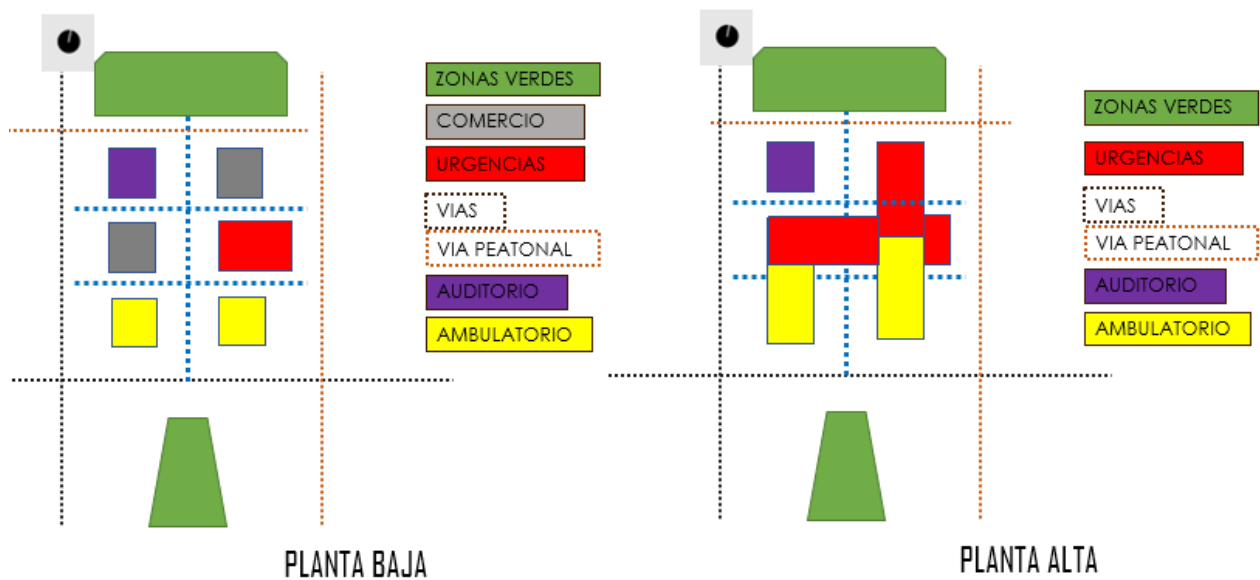 ZONAS VERDES
COMERCIO
URGENCIAS
VIAS
VIA PEATONAL
AUDITORIO
AMBULATORIO
PLANTA BAJA
ZONAS VERDES
URGENCIAS
VIAS
VIA PEATONAL
AUDITORIO
AMBULATORIO
PLANTA ALTA